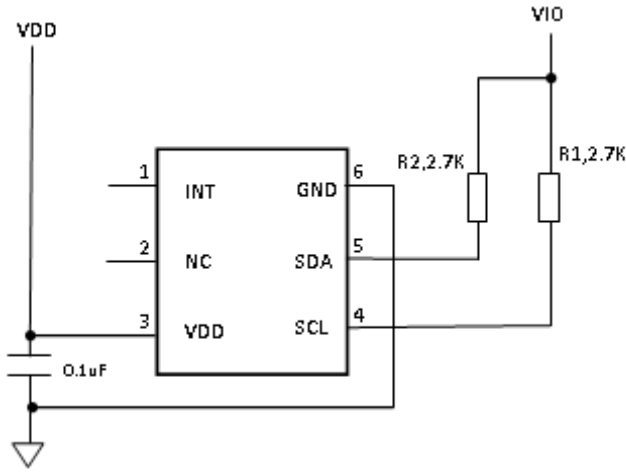 VDD
VIO
R2,2.7K
R1,2.7K
1
INT
GND
6
2
NC
SDA
5
3
VDD
SCL
4
0.1uF